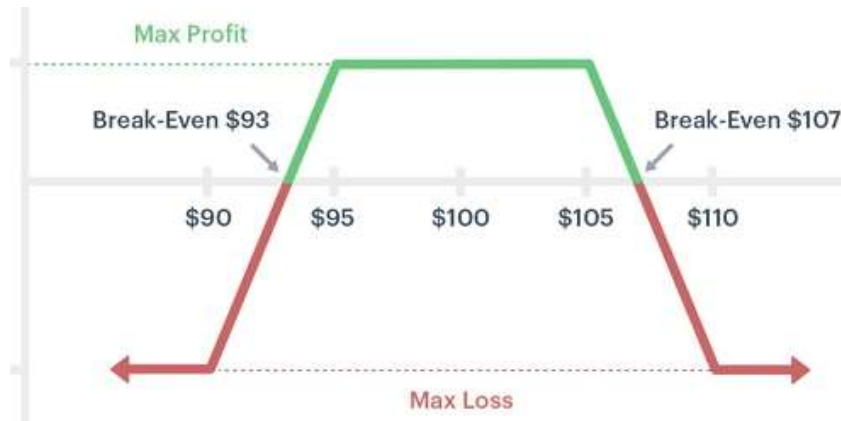 Max Profit
Break-Even $93
Break-Even $107
$90
$95
$100
$105
$110
Max Loss